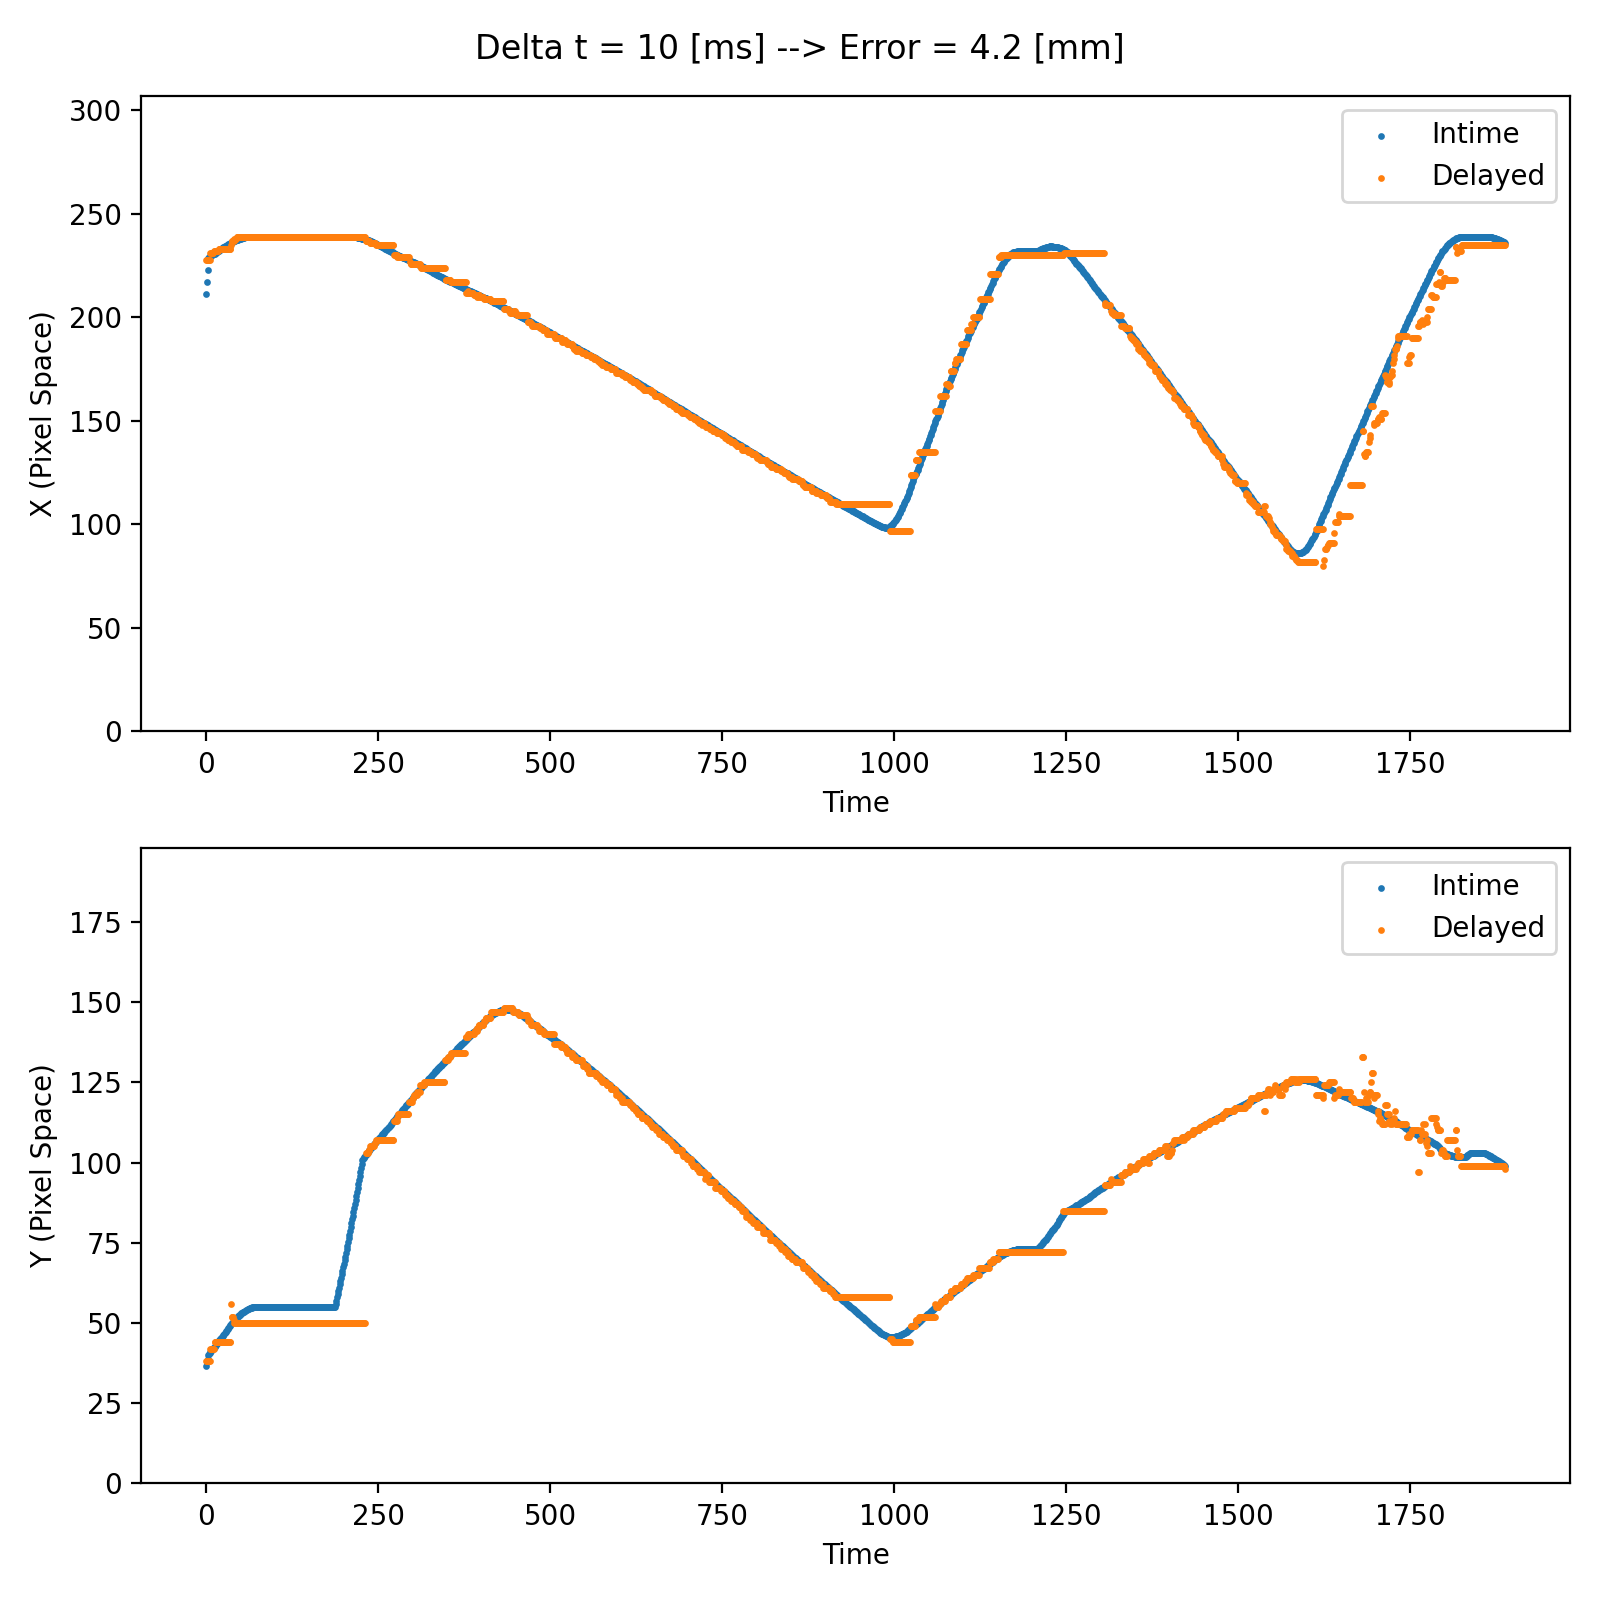 Delta t = 10 [ms] --> Error = 4.2 [mm]
300
250
200
150
100
50
0
X (Pixel Space)
Intime
Delayed
0 250 500 750 1000 1250 1500 1750
Time
175
150
125
100
75
50
25
0
Y (Pixel Space)
Intime
Delayed
0 250 500 750 1000 1250 1500 1750
Time